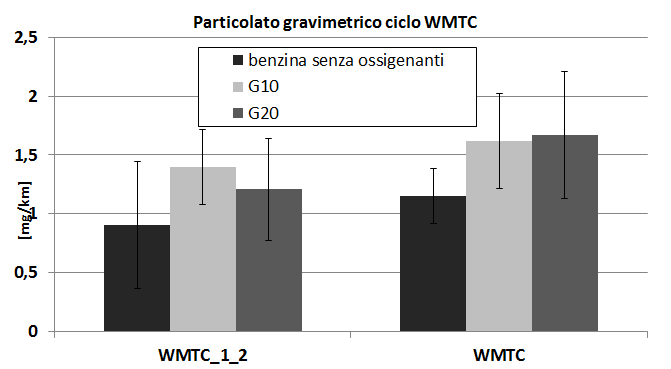 Particolato gravimetrico ciclo WMTC
2,5
2
1,5
1
0,5
0
[mg/km]
benzina senza ossigenanti
G10
G20
WMTC_1_2
WMTC